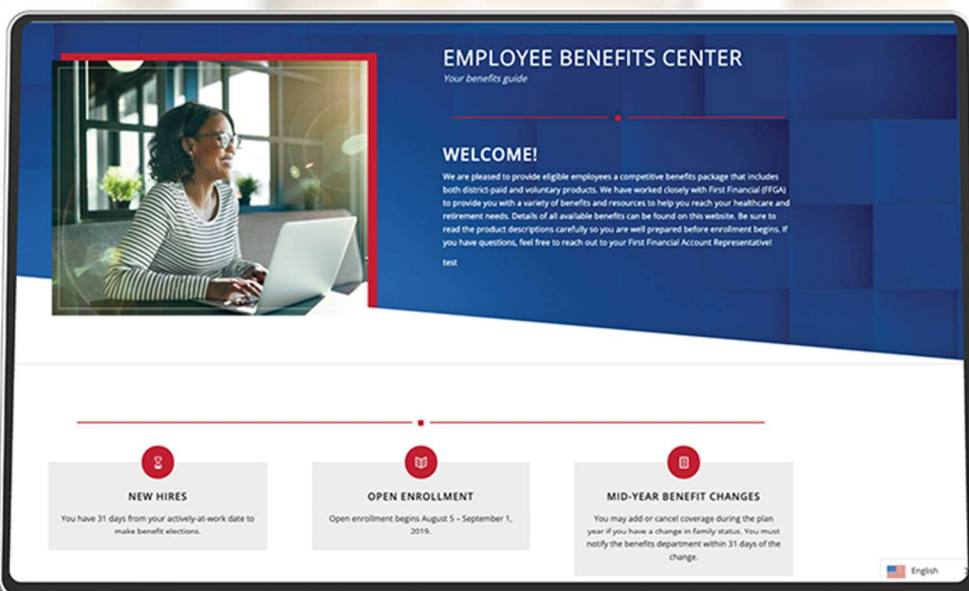 EMPLOYEE BENEFITS CENTER
Your benefits guide
WELCOME!
We are pleased to provide eligible employees a competitive benefits package that includes
both district-paid and voluntary products. We have worked closely with First Financial (FFGA)
to provide you with a variety of benefits and resources to help you reach your healthcare and
retirement needs. Details of all available benefits can be found on this website. Be sure to
read the product descriptions carefully so you are well prepared before enrollment begins. If
you have questions, feel free to reach out to your First Financial Account Representative!
test
NEW HIRES
You have 31 days from your actively-at-work date to
make benefit elections.
OPEN ENROLLMENT
Open enrollment begins August 5 – September 1,
2019.
MID-YEAR BENEFIT CHANGES
You may add or cancel coverage during the plan
year if you have a change in family status. You must
notify the benefits department within 31 days of the
change.
English